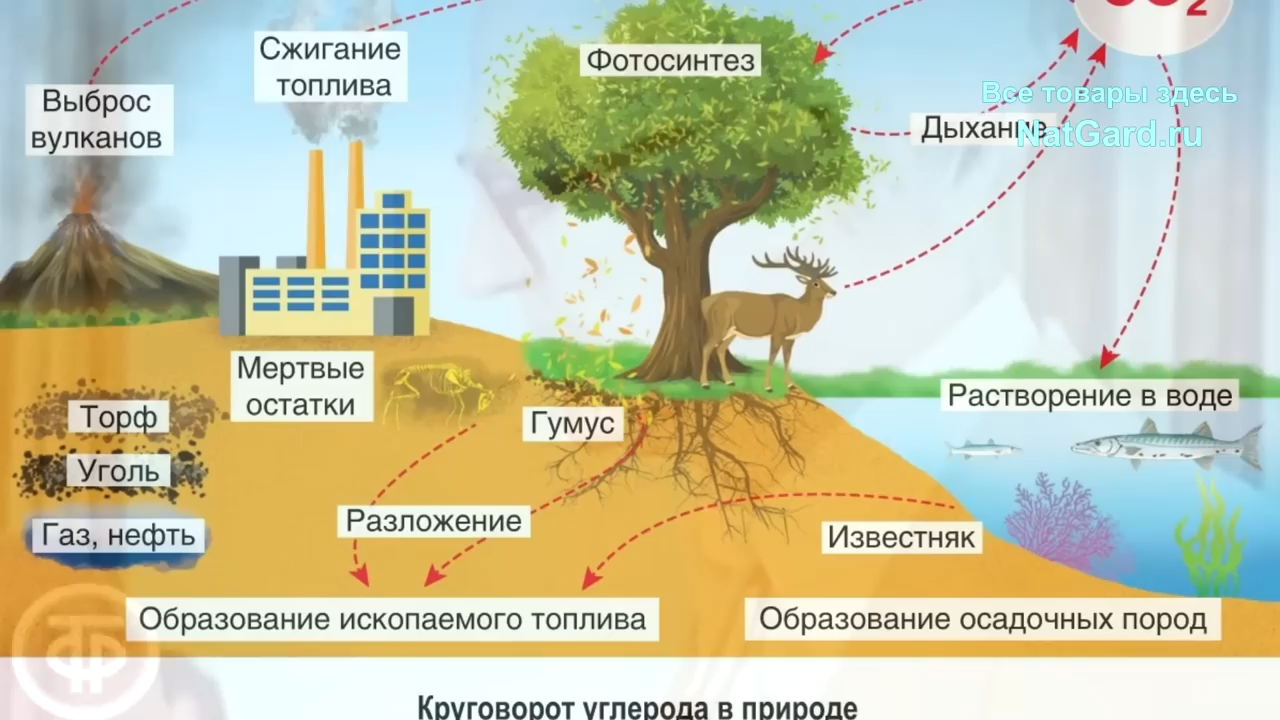 CO2
Сжигание
топлива
Фотосинтез
Выброс
вулканов
Все товары здесь
Дыхание
NatGard.ru
Мертвые
остатки
Растворение в воде
Торф
Гумус
Уголь
Разложение
Газ, нефть
Известняк
Образование ископаемого топлива
Образование осадочных пород
Круговорот углерода в природе